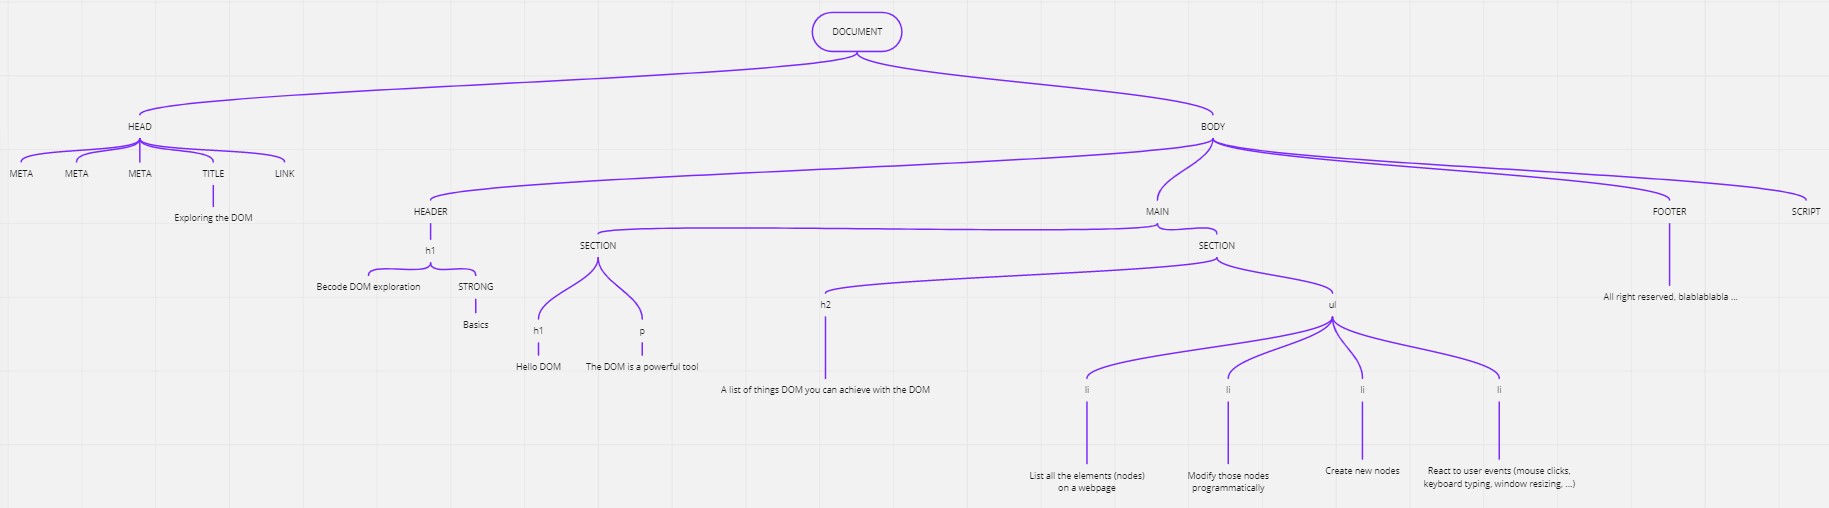 DOCUMENT
HEAD
BODY
META
META
META
TITLE
LINK
Exploring the DOM
HEADER
MAIN
FOOTER
SCRIPT
h1
SECTION
SECTION
Becode DOM exploration
STRONG
Basics
h2
ul
All right reserved, blablablabla ...
h1
p
Hello DOM
The DOM is a powerful tool
A list of things DOM you can achieve with the DOM
li
li
li
li
List all the elements (nodes)
on a webpage
Modify those nodes
programmatically
Create new nodes
React to user events (mouse clicks,
keyboard typing, window resizing, ...)